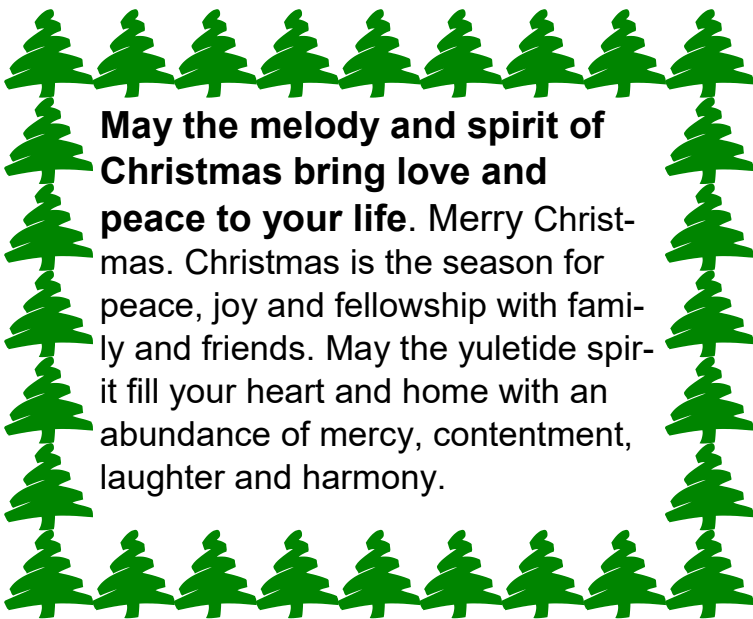 May the melody and spirit of
Christmas bring love and
peace to your life. Merry Christ-
mas. Christmas is the season for
peace, joy and fellowship with fami-
ly and friends. May the yuletide spir-
it fill your heart and home with an
abundance of mercy, contentment,
laughter and harmony.